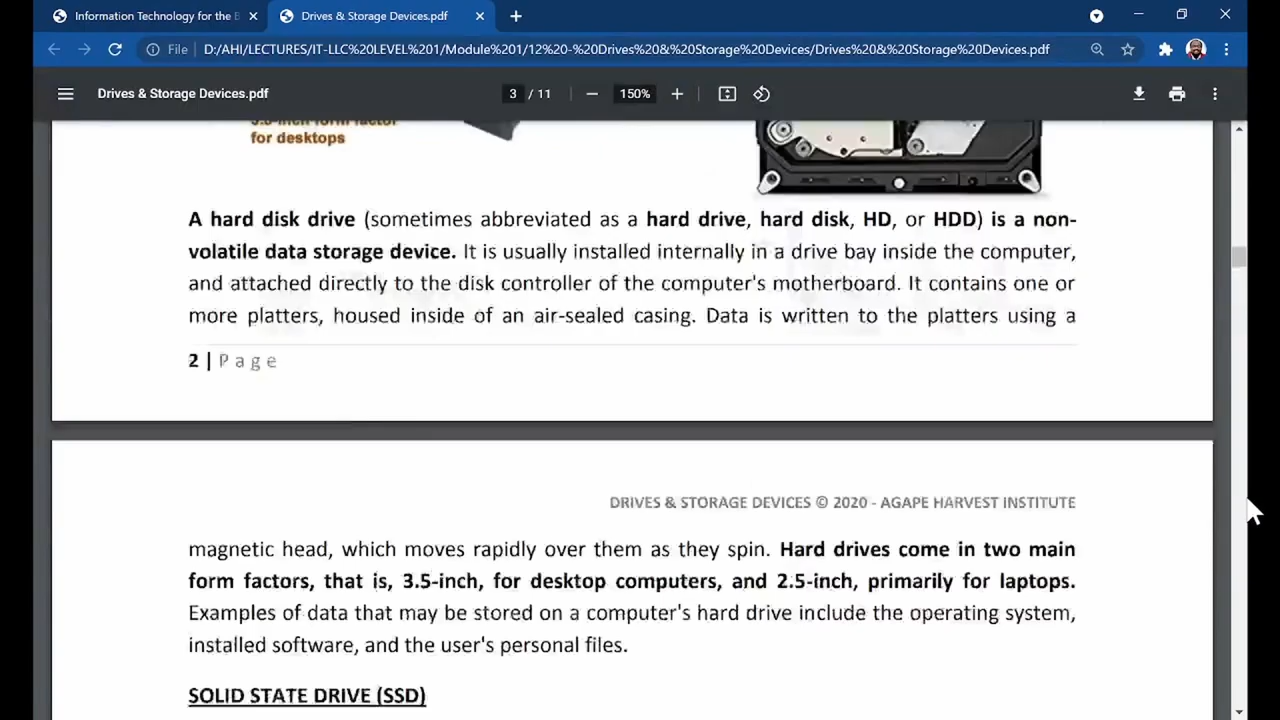 Information Technology for the B
Drives & Storage Devices.pdf
File
D:/AHI/LECTURES/IT-LLC%20LEVEL%201/Module%201/12%20-%20Drives%20&%20Storage%20Devices/Drives%20&%20Storage%20Devices.pdf
Drives & Storage Devices.pdf
3 / 11
150%
3.5-inch form factor
for desktops
A hard disk drive (sometimes abbreviated as a hard drive, hard disk, HD, or HDD) is a non-
volatile data storage device. It is usually installed internally in a drive bay inside the computer,
and attached directly to the disk controller of the computer's motherboard. It contains one or
more platters, housed inside of an air-sealed casing. Data is written to the platters using a
2 | Page
DRIVES & STORAGE DEVICES © 2020 - AGAPE HARVEST INSTITUTE
magnetic head, which moves rapidly over them as they spin. Hard drives come in two main
form factors, that is, 3.5-inch, for desktop computers, and 2.5-inch, primarily for laptops.
Examples of data that may be stored on a computer's hard drive include the operating system,
installed software, and the user's personal files.
SOLID STATE DRIVE (SSD)